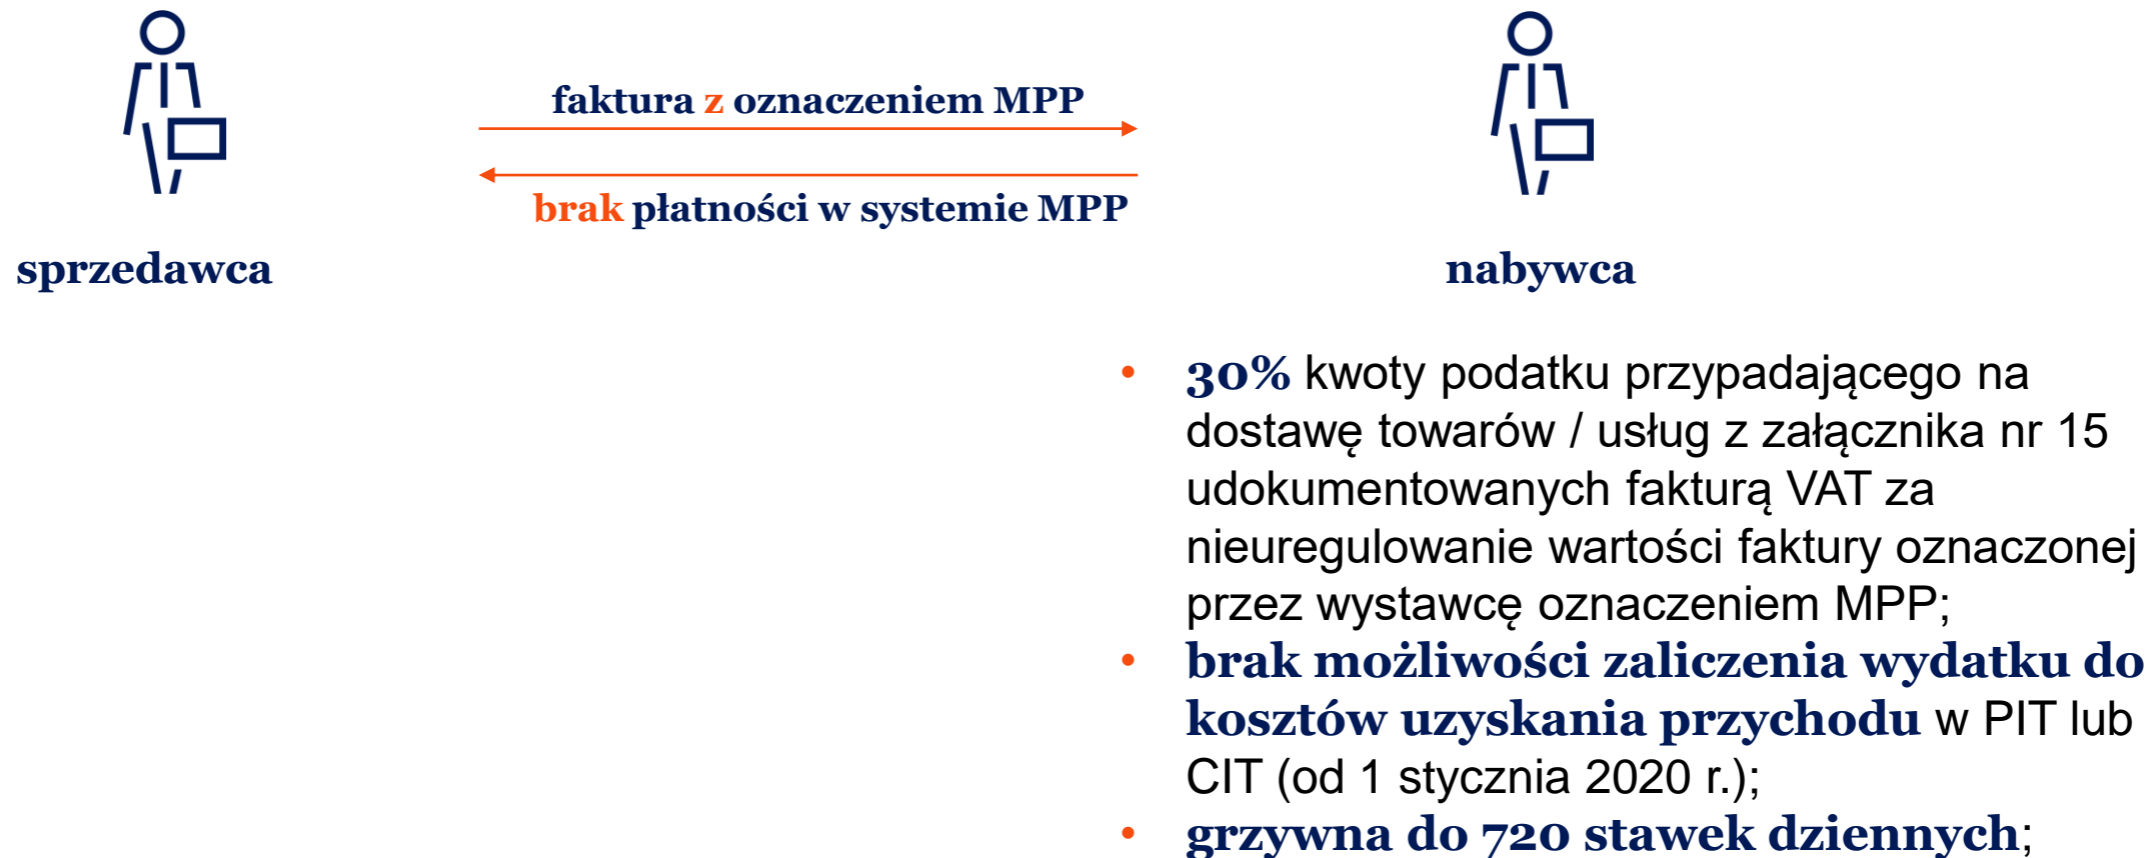 faktura z oznaczeniem MPP
brak płatności w systemie MPP
sprzedawca
nabywca
• 30% kwoty podatku przypadającego na
dostawę towarów / usług z załącznika nr 15
udokumentowanych fakturą VAT za
nieuregulowanie wartości faktury oznaczonej
przez wystawcę oznaczeniem MPP;
• brak możliwości zaliczenia wydatku do
kosztów uzyskania przychodu w PIT lub
CIT (od 1 stycznia 2020 r.);
• grzywna do 720 stawek dziennych;